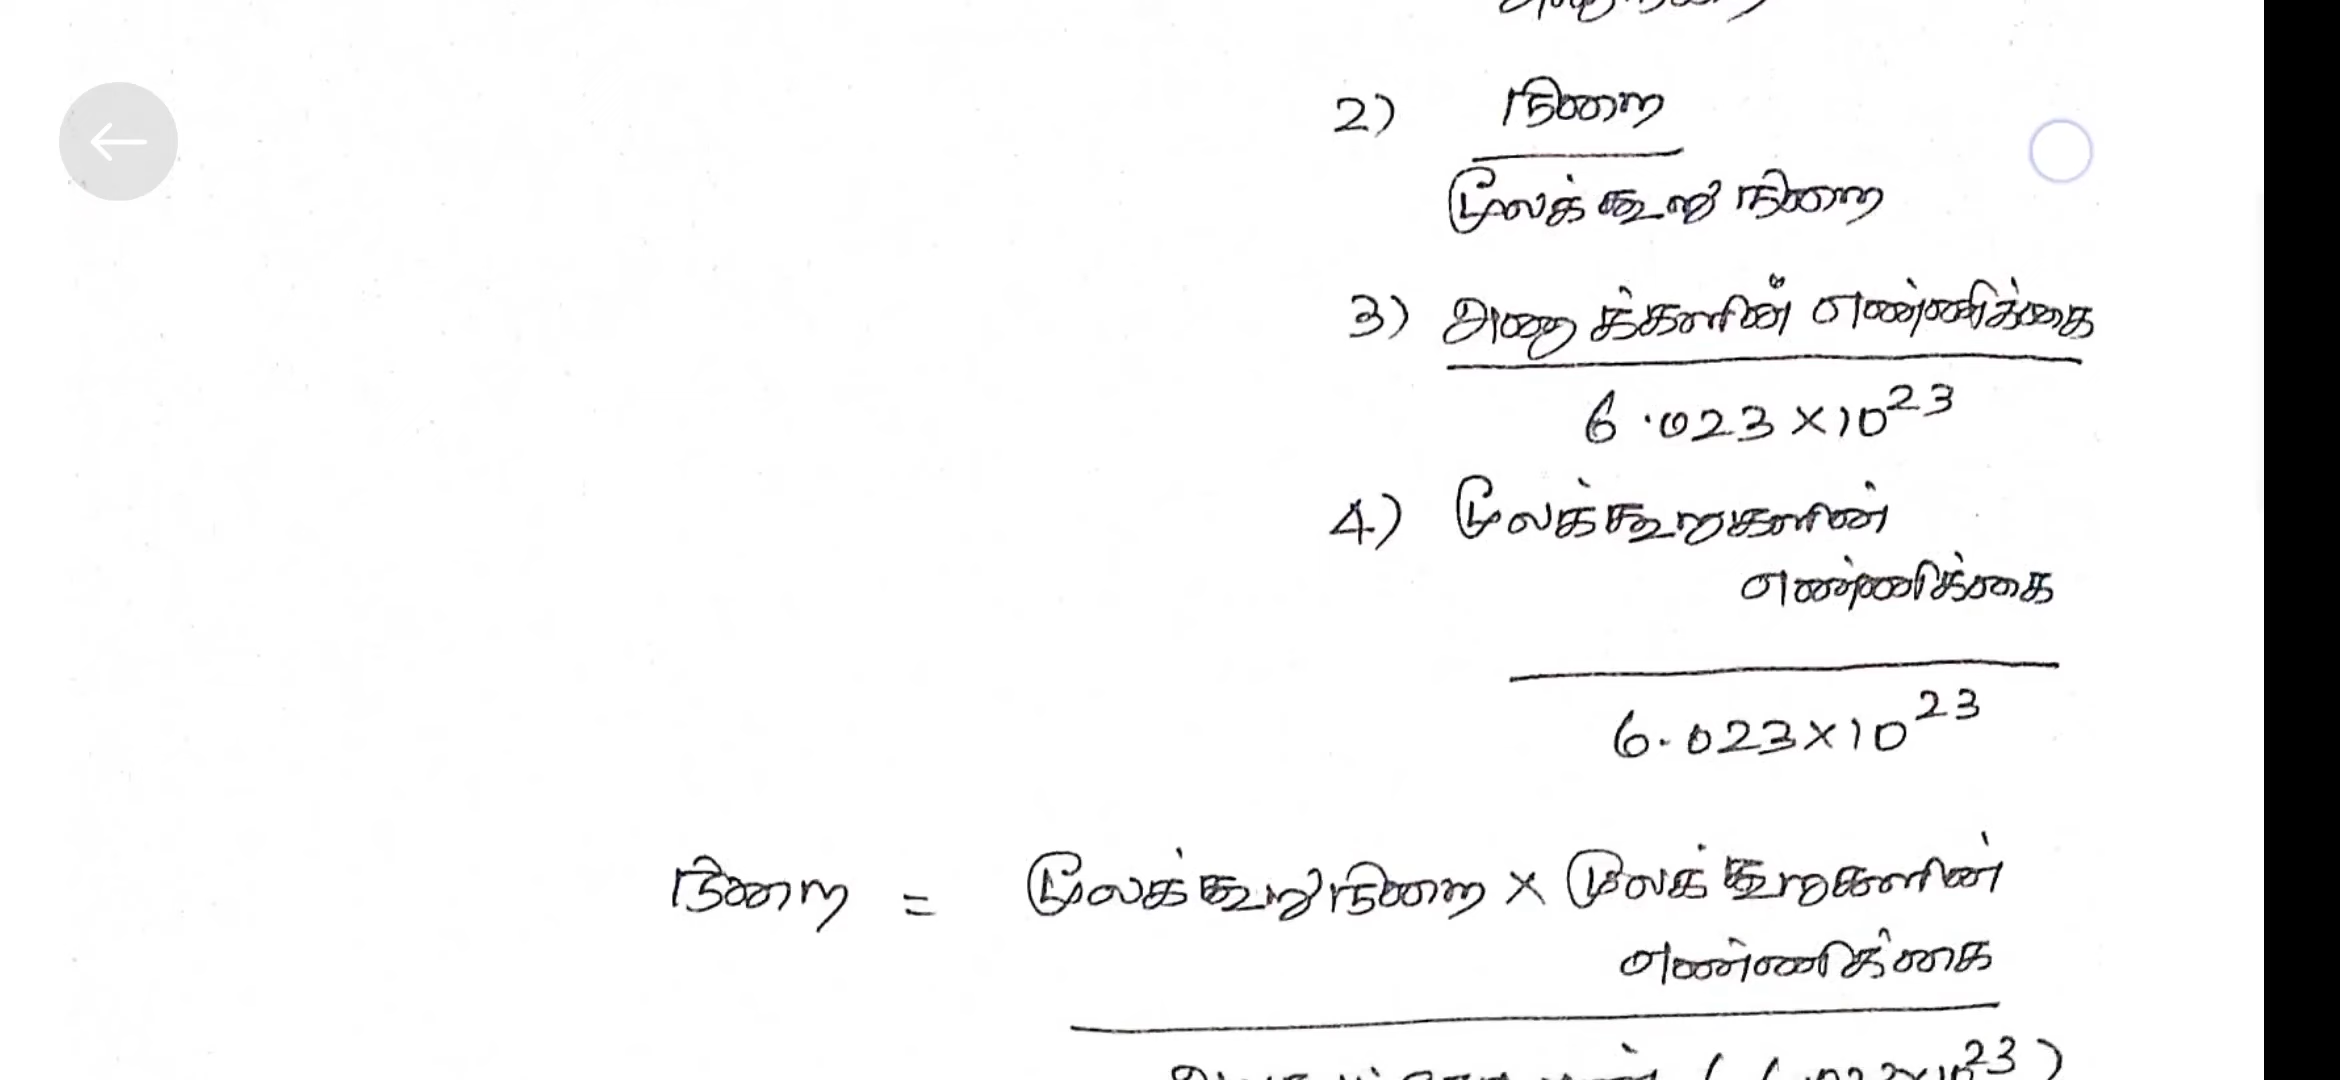 2) நிறை
மூலக்கூறு நிறை
3) அணுக்களின் எண்ணிக்கை
6.023×10²³
4) மூலக்கூறுகளின்
எண்ணிக்கை
6.023×10²³
நிறை = மூலக்கூறு நிறை × மூலக்கூறுகளின்
எண்ணிக்கை